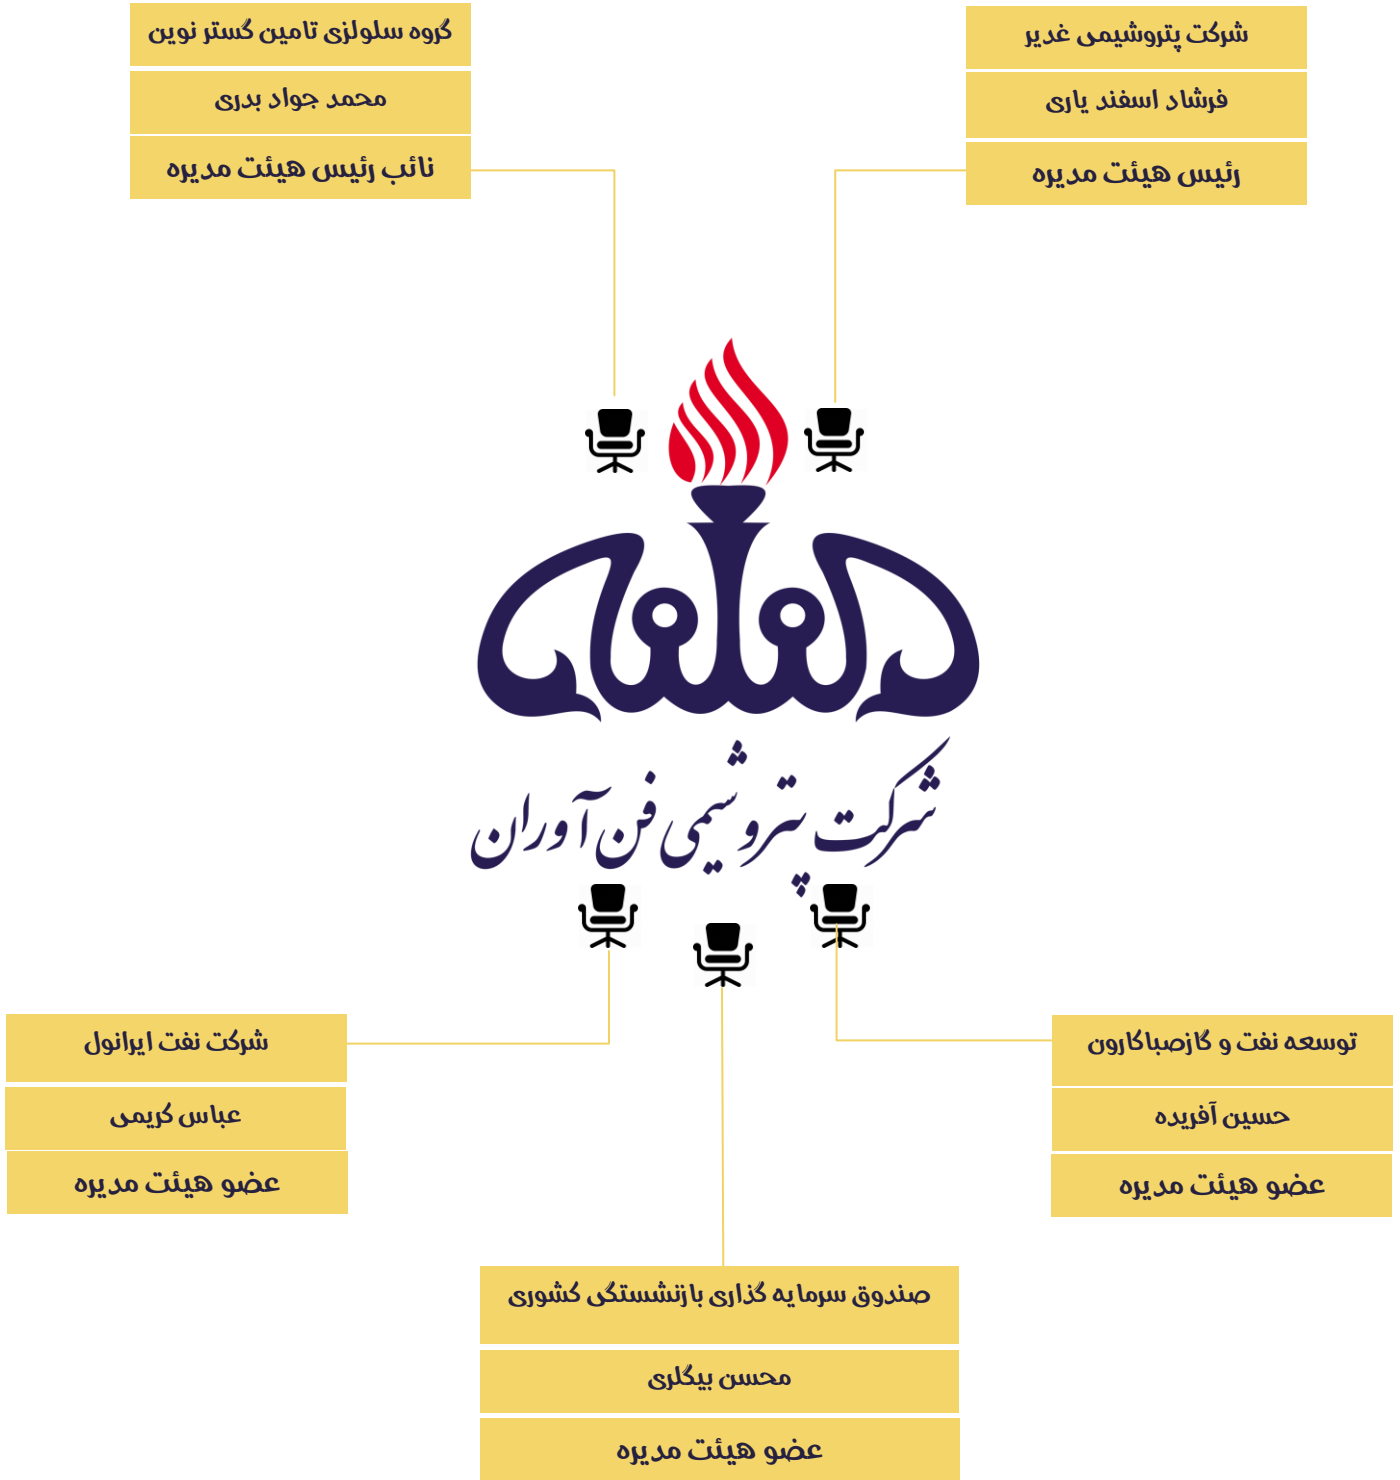 شرکت پتروشیمی غدیر
فرشاد اسفند یاری
رئیس هیئت مدیره
گروه سلولزی تامین گستر نوین
محمد جواد بدری
نائب رئیس هیئت مدیره
شرکت پتروشیمی فن آوران
توسعه نفت و گازصباکارون
حسین آفریده
عضو هیئت مدیره
شرکت نفت ایرانول
عباس کریمی
عضو هیئت مدیره
صندوق سرمایه گذاری بازنشستگی کشوری
محسن بیگلری
عضو هیئت مدیره